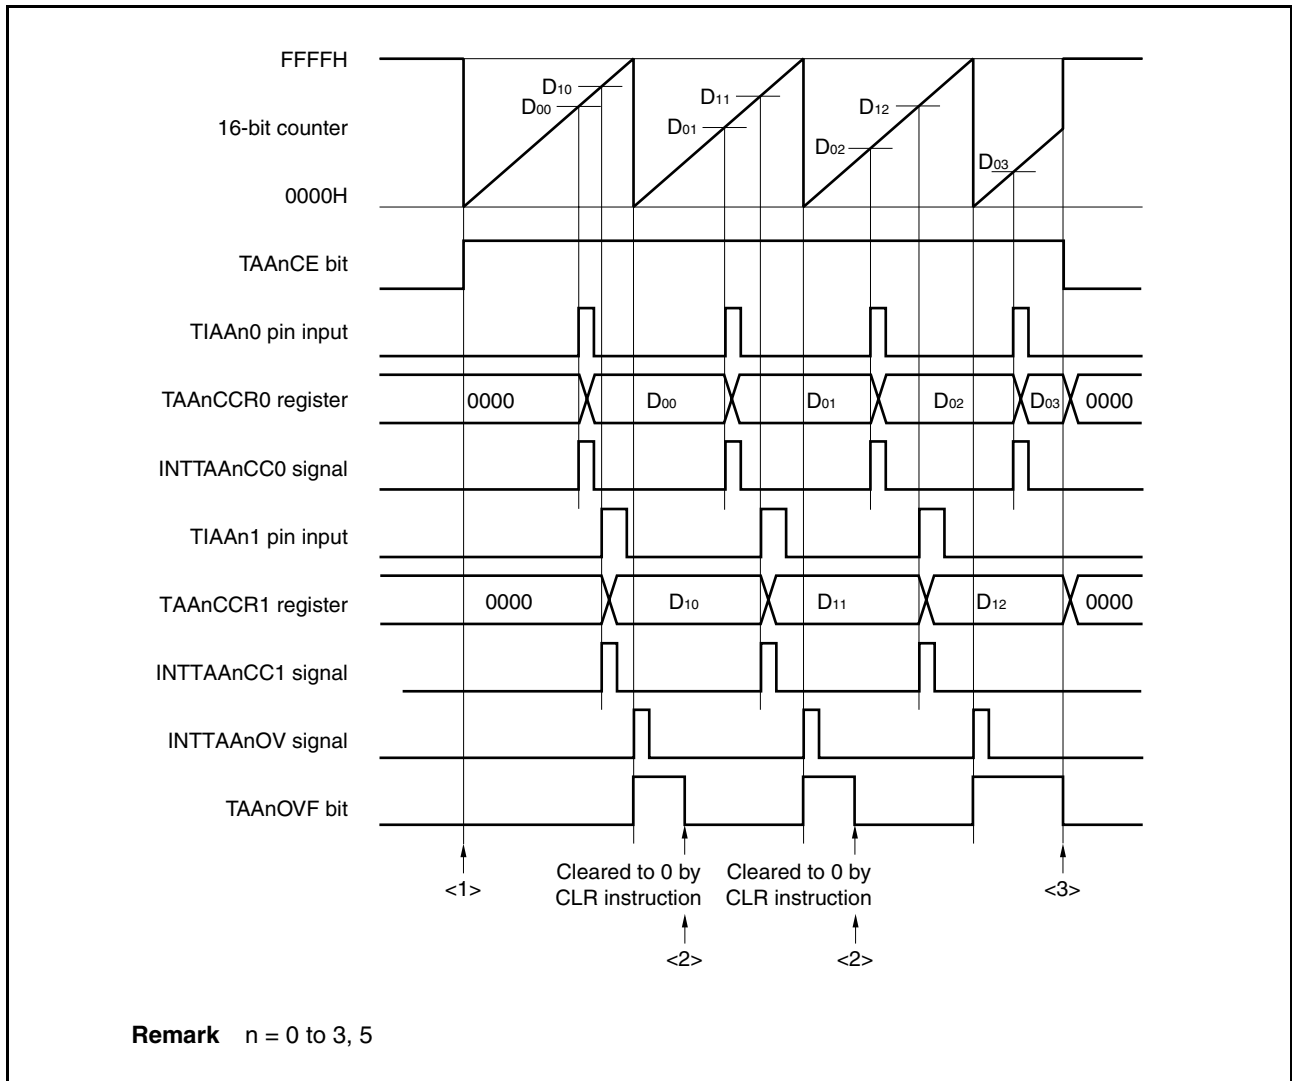 FFFFH
D10
D00
D11
D01
D12
D02
D03
16-bit counter
0000H
TAAnCE bit
TIAAn0 pin input
TAAnCCR0 register
0000
D00
D01
D02
D03
0000
INTTAAnCC0 signal
TIAAn1 pin input
TAAnCCR1 register
0000
D10
D11
D12
0000
INTTAAnCC1 signal
INTTAAnOV signal
TAAnOVF bit
<1>
Cleared to 0 by
CLR instruction
<2>
Cleared to 0 by
CLR instruction
<2>
<3>
Remark n = 0 to 3, 5